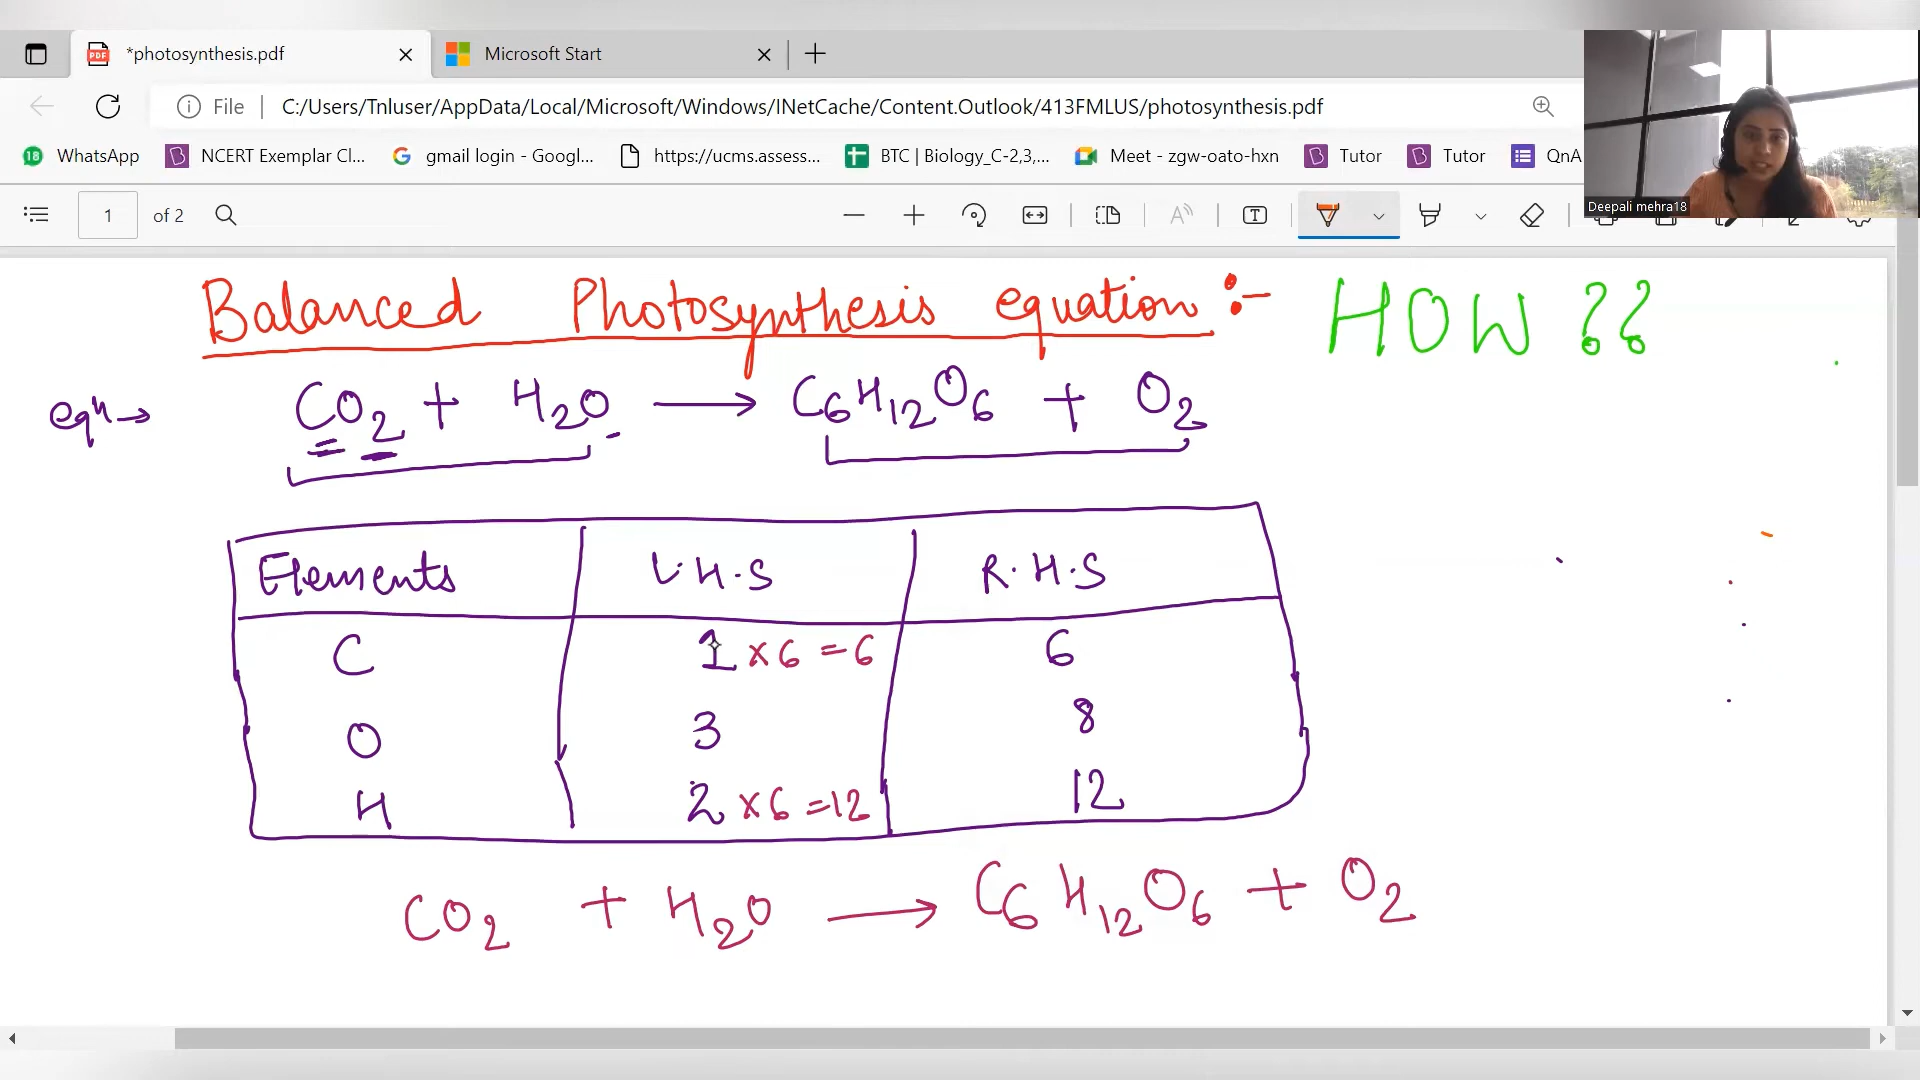 *photosynthesis.pdf
Microsoft Start
File
C:/Users/Tnluser/AppData/Local/Microsoft/Windows/INetCache/Content.Outlook/413FMLUS/photosynthesis.pdf
18 WhatsApp
NCERT Exemplar Cl...
gmail login - Googl...
https://ucms.assess...
BTC | Biology_C-2,3,...
Meet - zgw-oato-hxn
Tutor
Tutor
QnA
Deepali mehra18
1 of 2
Balanced Photosynthesis equation :- HOW ??
eqn → CO2 + H2O → C6H12O6 + O2
Elements L.H.S R.H.S
C 1 × 6 = 6 6
O 3 8
H 2 × 6 = 12 12
CO2 + H2O → C6H12O6 + O2